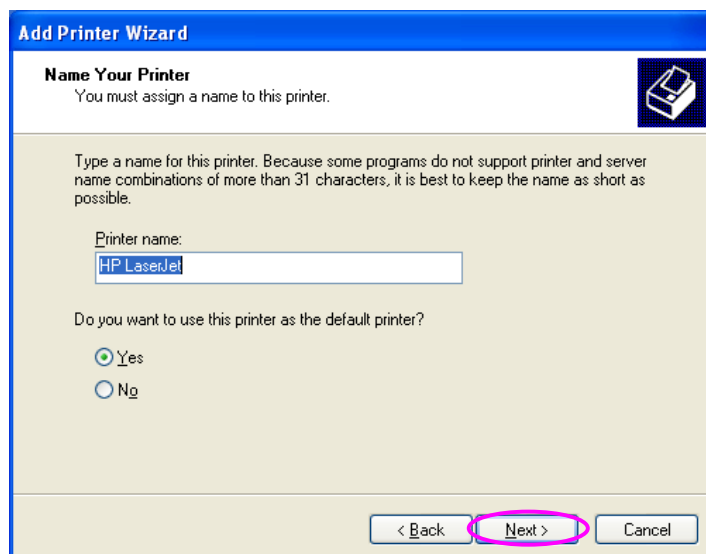 Add Printer Wizard
Name Your Printer
You must assign a name to this printer.
Type a name for this printer. Because some programs do not support printer and server
name combinations of more than 31 characters, it is best to keep the name as short as
possible.
Printer name:
HP LaserJet
Do you want to use this printer as the default printer?
Yes
No
< Back Next > Cancel